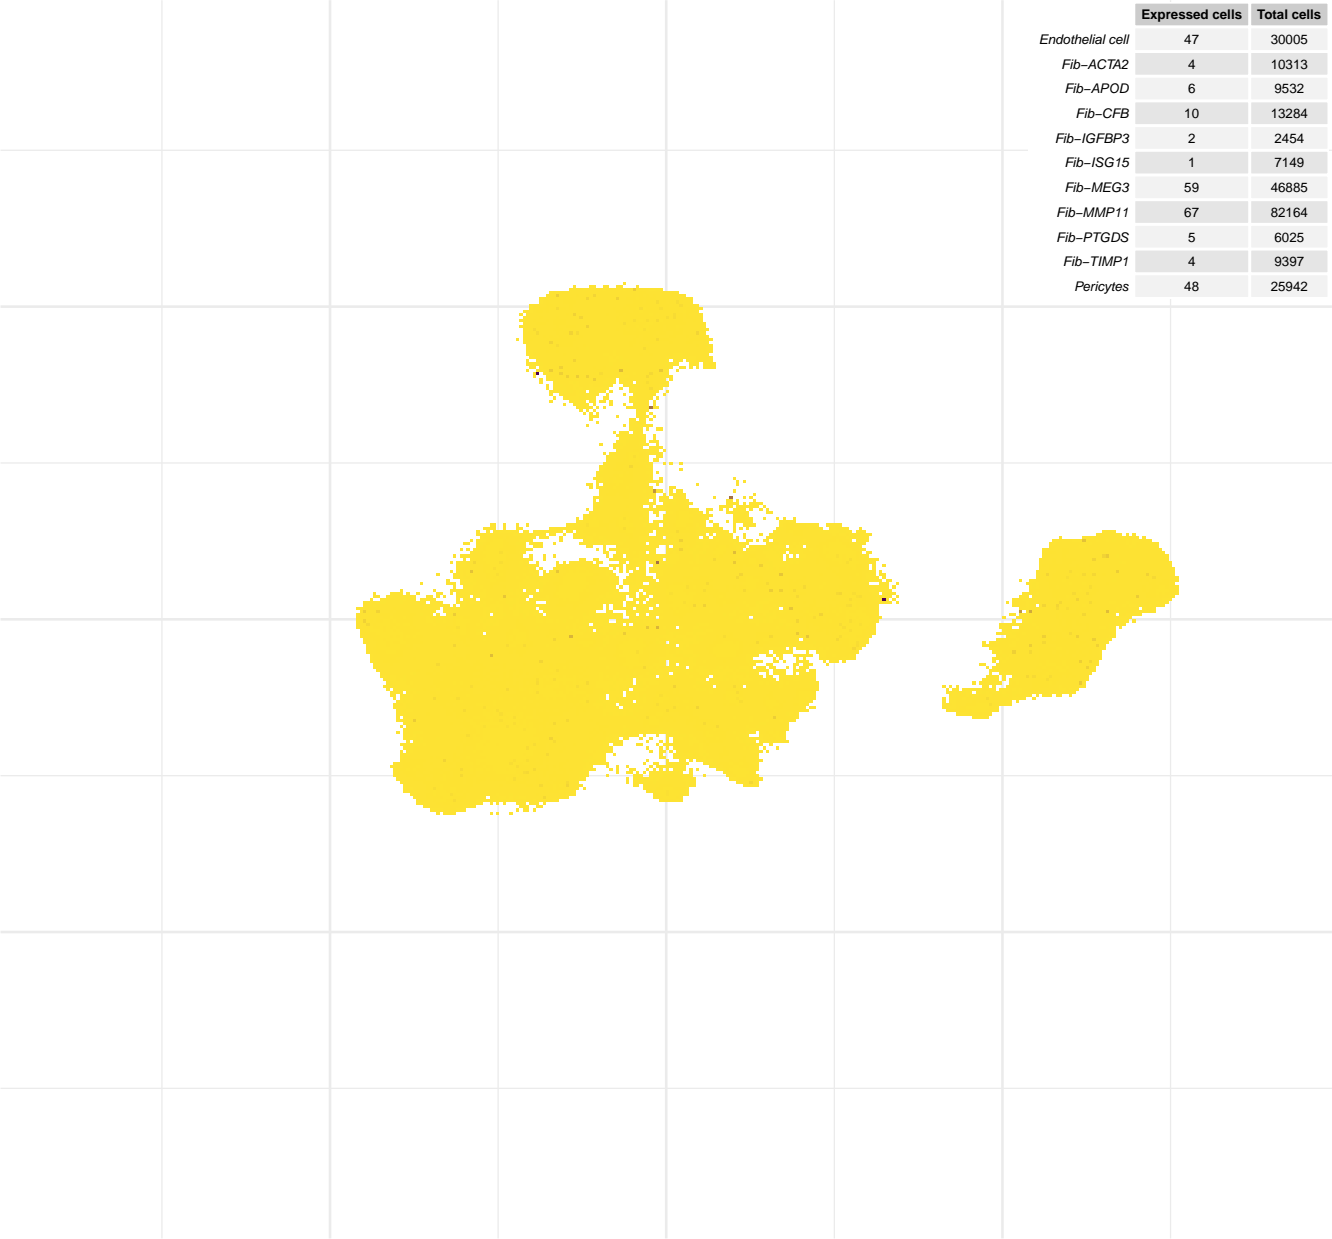 Expressed cells Total cells
Endothelial cell 47 30005
Fib−ACTA2 4 10313
Fib−APOD 6 9532
Fib−CFB 10 13284
Fib−IGFBP3 2 2454
Fib−ISG15 1 7149
Fib−MEG3 59 46885
Fib−MMP11 67 82164
Fib−PTGDS 5 6025
Fib−TIMP1 4 9397
Pericytes 48 25942